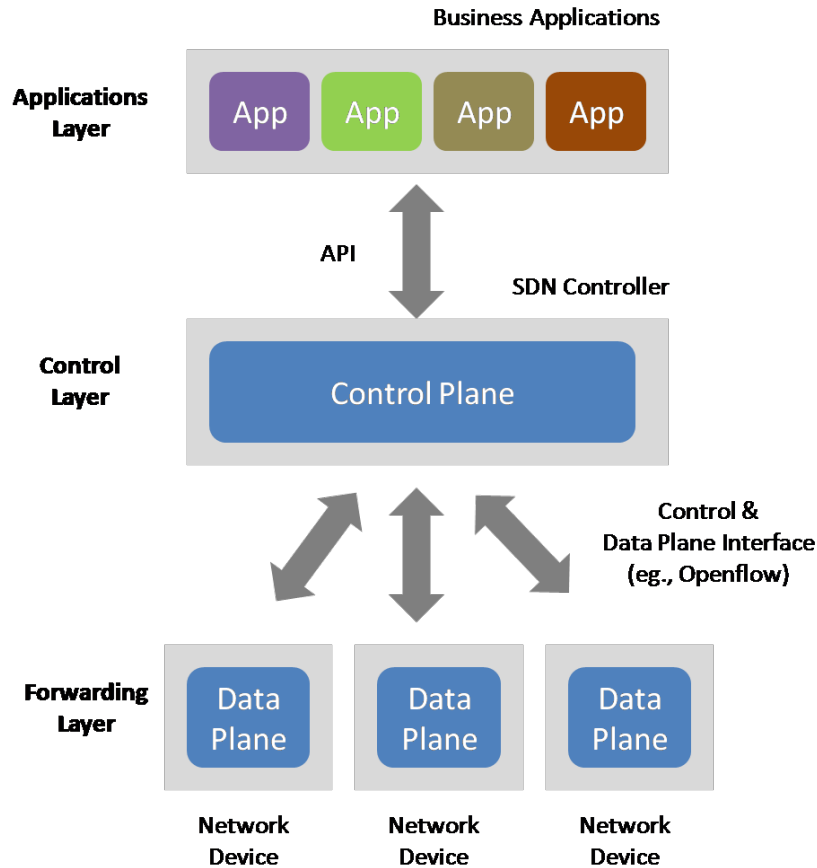 Business Applications
Applications
Layer
App App App App
API
SDN Controller
Control
Layer
Control Plane
Control &
Data Plane Interface
(eg., Openflow)
Forwarding
Layer
Data
Plane
Data
Plane
Data
Plane
Network
Device
Network
Device
Network
Device